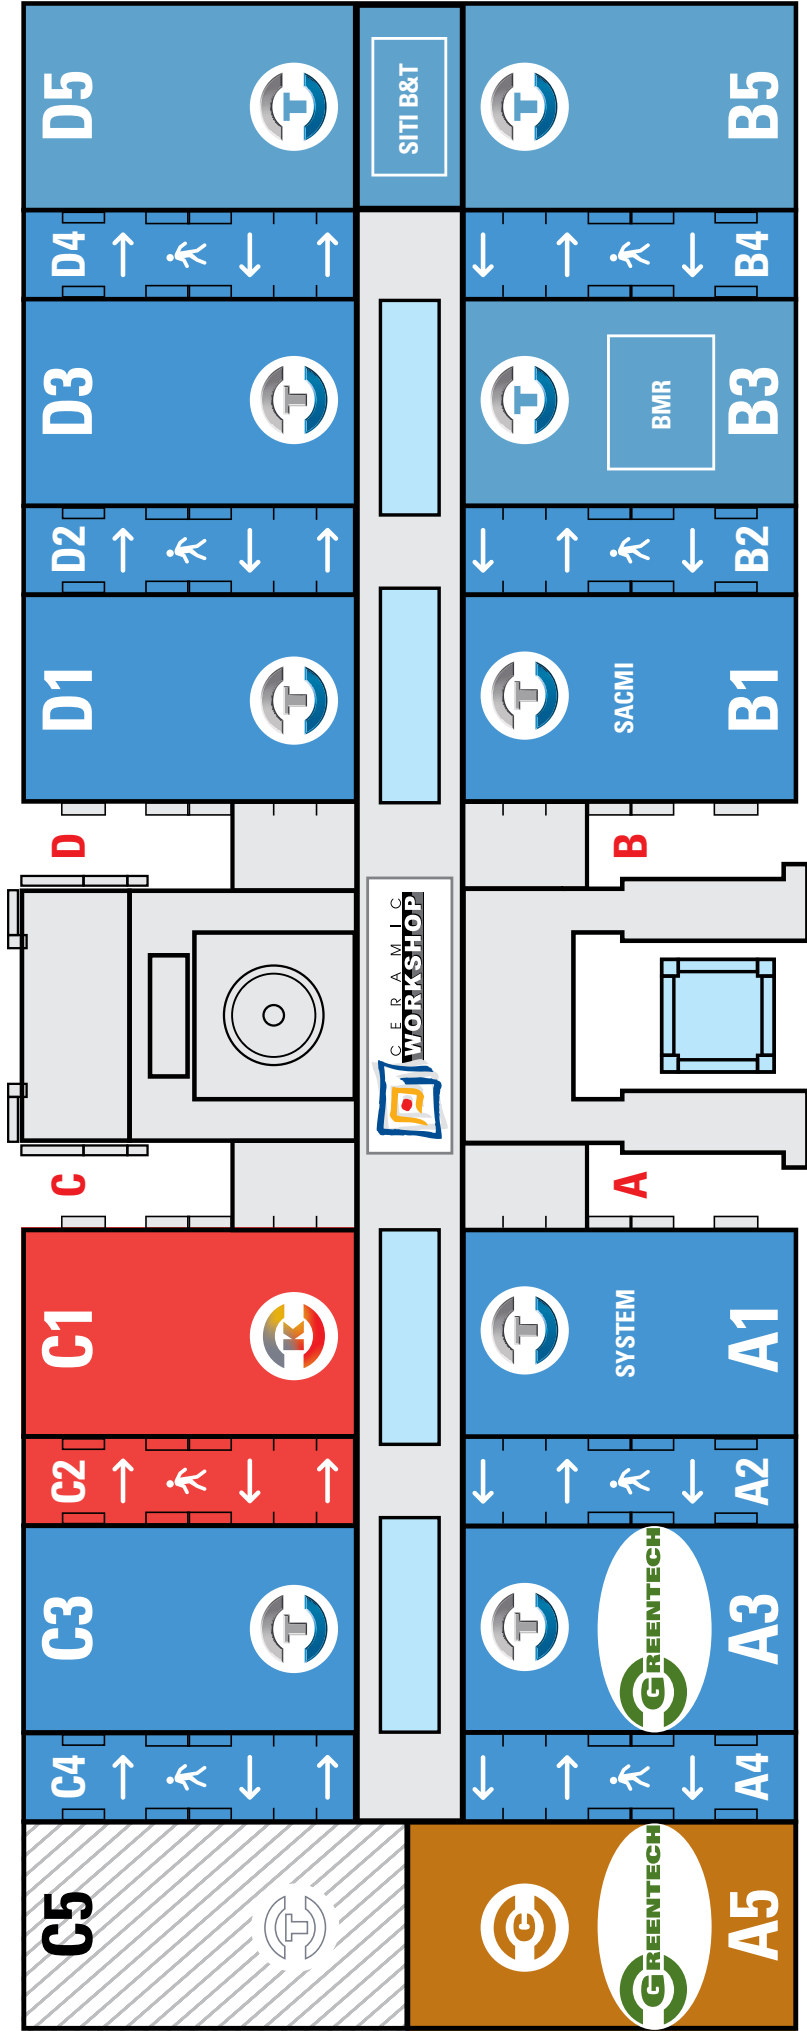 D5
T
SITI B&T
T
B5
D4
B4
D3
T
T
BMR
B3
D2
B2
D1
T
T
SACMI
B1
D
B
CERAMIC
WORKSHOP
C
A
C1
K
T
SYSTEM
A1
C2
A2
C3
T
T
GREENTECH
A3
C4
A4
C5
T
C
GREENTECH
A5